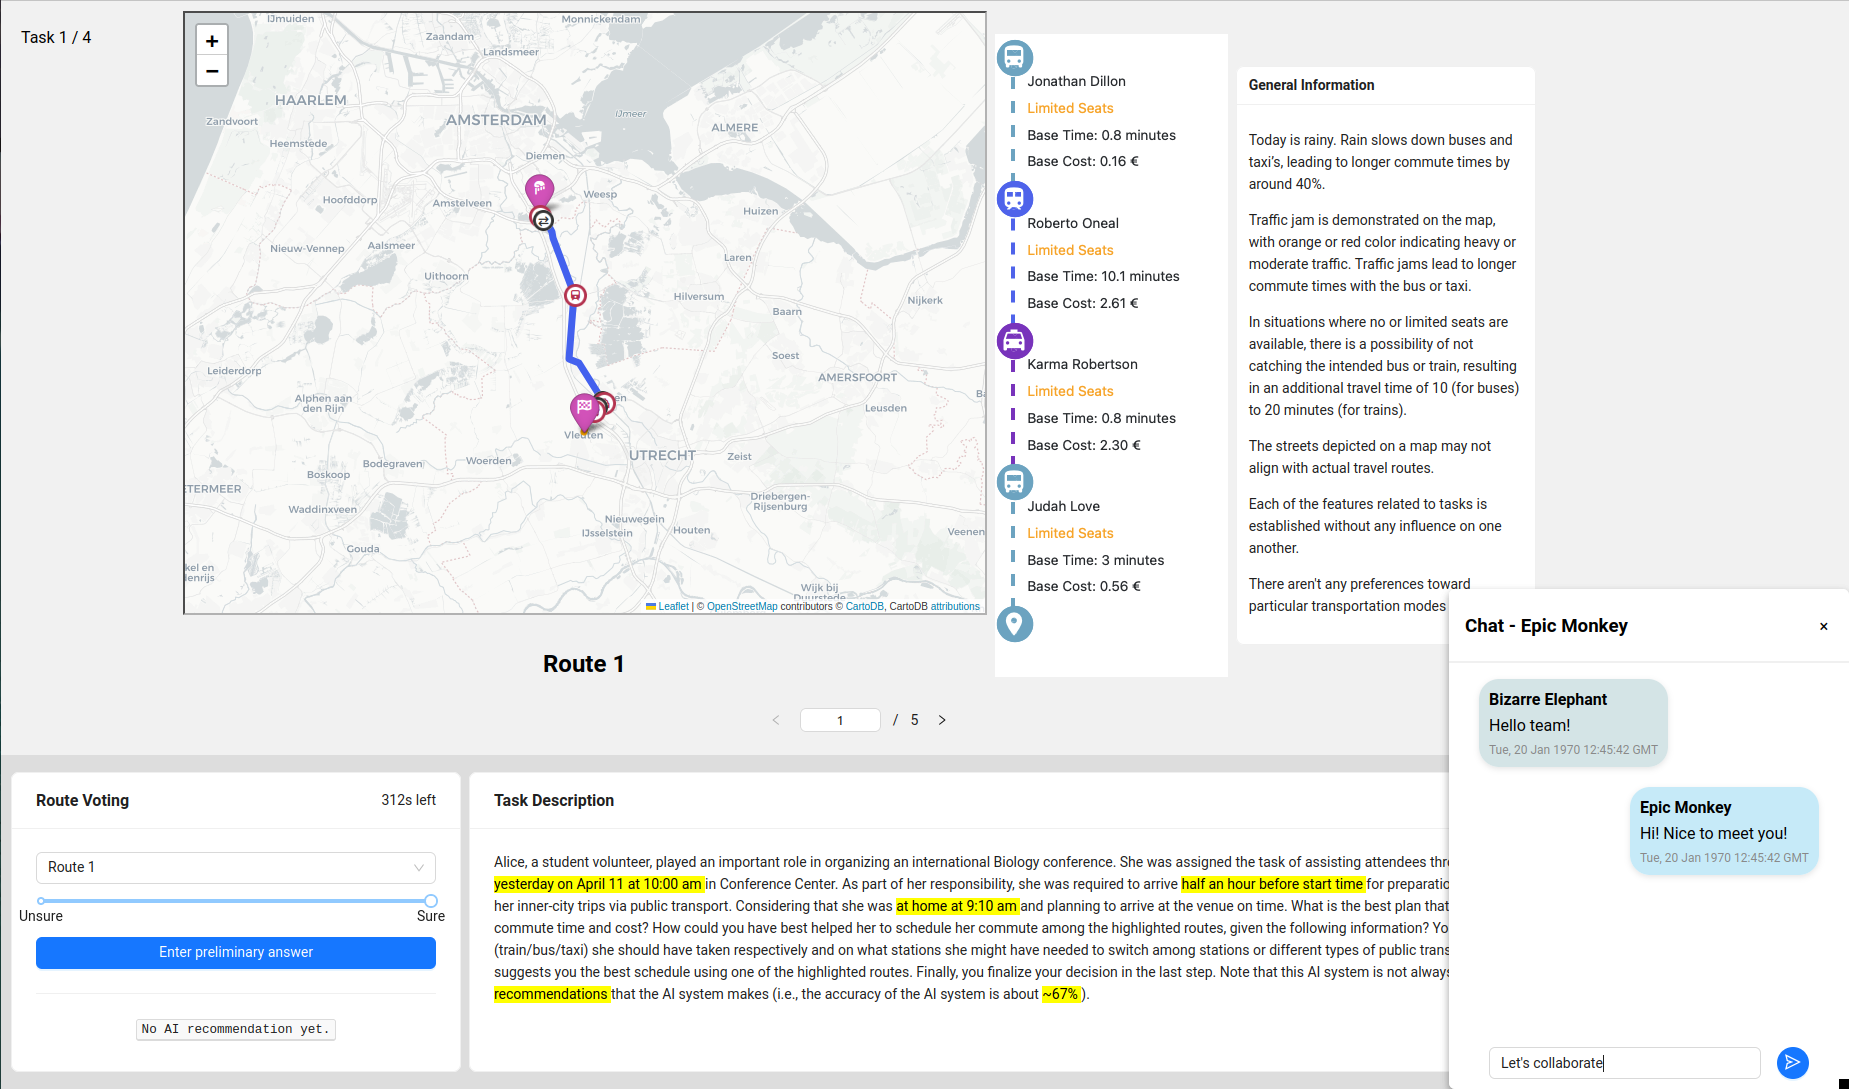 Task 1 / 4
+
−
IJmuiden
Monnickendam
Zaandam
Landsmeer
HAARLEM
AMSTERDAM
IJmeer
Zandvoort
ALMERE
Heemstede
Diemen
Weesp
Hoofddorp
Amstelveen
Huizen
Nieuw-Vennep
Aalsmeer
Laren
Uithoorn
Hilversum
Nijkerk
Baarn
Soest
Leiderdorp
AMERSFOORT
Alphen aan
den Rijn
Leusden
Vleuten
UTRECHT
Zeist
Woerden
Bodegraven
Boskoop
ETERMEER
Driebergen-
Rijsenburg
Waddinxveen
Nieuwegein
IJsselstein
Houten
Veenen
Gouda
kel en
denrijs
Wijk bij
Duurstede
Leaflet | © OpenStreetMap contributors © CartoDB, CartoDB attributions
Route 1
< 1 / 5 >
Jonathan Dillon
Limited Seats
Base Time: 0.8 minutes
Base Cost: 0.16 €
Roberto Oneal
Limited Seats
Base Time: 10.1 minutes
Base Cost: 2.61 €
Karma Robertson
Limited Seats
Base Time: 0.8 minutes
Base Cost: 2.30 €
Judah Love
Limited Seats
Base Time: 3 minutes
Base Cost: 0.56 €
General Information
Today is rainy. Rain slows down buses and
taxi's, leading to longer commute times by
around 40%.
Traffic jam is demonstrated on the map,
with orange or red color indicating heavy or
moderate traffic. Traffic jams lead to longer
commute times with the bus or taxi.
In situations where no or limited seats are
available, there is a possibility of not
catching the intended bus or train, resulting
in an additional travel time of 10 (for buses)
to 20 minutes (for trains).
The streets depicted on a map may not
align with actual travel routes.
Each of the features related to tasks is
established without any influence on one
another.
There aren't any preferences toward
particular transportation modes
Route Voting
312s left
Route 1
Unsure
Sure
Enter preliminary answer
No AI recommendation yet.
Task Description
Alice, a student volunteer, played an important role in organizing an international Biology conference. She was assigned the task of assisting attendees thr
yesterday on April 11 at 10:00 am in Conference Center. As part of her responsibility, she was required to arrive half an hour before start time for preparatio
her inner-city trips via public transport. Considering that she was at home at 9:10 am and planning to arrive at the venue on time. What is the best plan that
commute time and cost? How could you have best helped her to schedule her commute among the highlighted routes, given the following information? Yo
(train/bus/taxi) she should have taken respectively and on what stations she might have needed to switch among stations or different types of public trans
suggests you the best schedule using one of the highlighted routes. Finally, you finalize your decision in the last step. Note that this AI system is not always
recommendations that the AI system makes (i.e., the accuracy of the AI system is about ~67% ).
Chat - Epic Monkey
×
Bizarre Elephant
Hello team!
Tue, 20 Jan 1970 12:45:42 GMT
Epic Monkey
Hi! Nice to meet you!
Tue, 20 Jan 1970 12:45:42 GMT
Let's collaborate